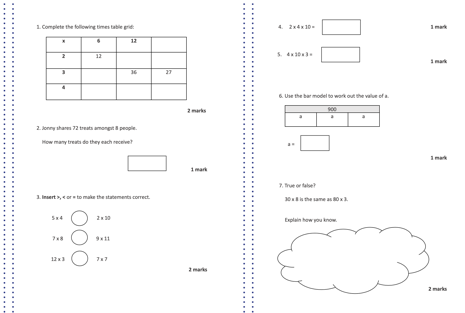 1. Complete the following times table grid:
x 6 12
2 12
3 36 27
4
2 marks
2. Jonny shares 72 treats amongst 8 people.
How many treats do they each receive?
1 mark
3. Insert >, < or = to make the statements correct.
5 x 4 2 x 10
7 x 8 9 x 11
12 x 3 7 x 7
2 marks
4. 2 x 4 x 10 =
1 mark
5. 4 x 10 x 3 =
1 mark
6. Use the bar model to work out the value of a.
900
a a a
a =
1 mark
7. True or false?
30 x 8 is the same as 80 x 3.
Explain how you know.
2 marks